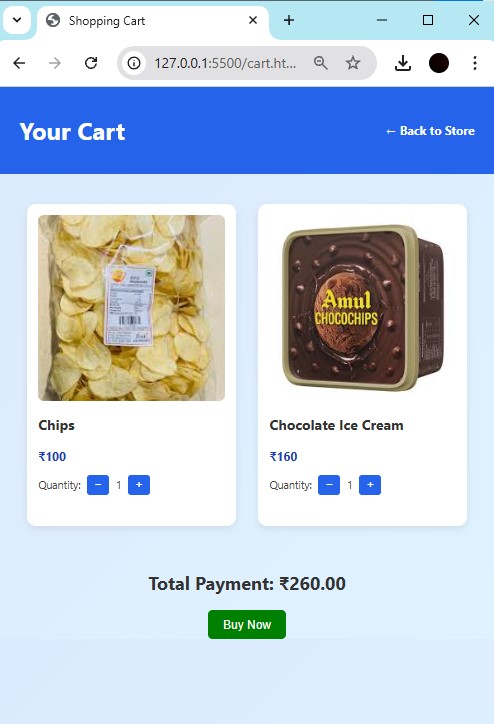 Shopping Cart
127.0.0.1:5500/cart.ht...
Your Cart
← Back to Store
Amul
CHOCOCHIPS
Chips
Chocolate Ice Cream
₹100
₹160
Quantity: − 1 +
Quantity: − 1 +
Total Payment: ₹260.00
Buy Now